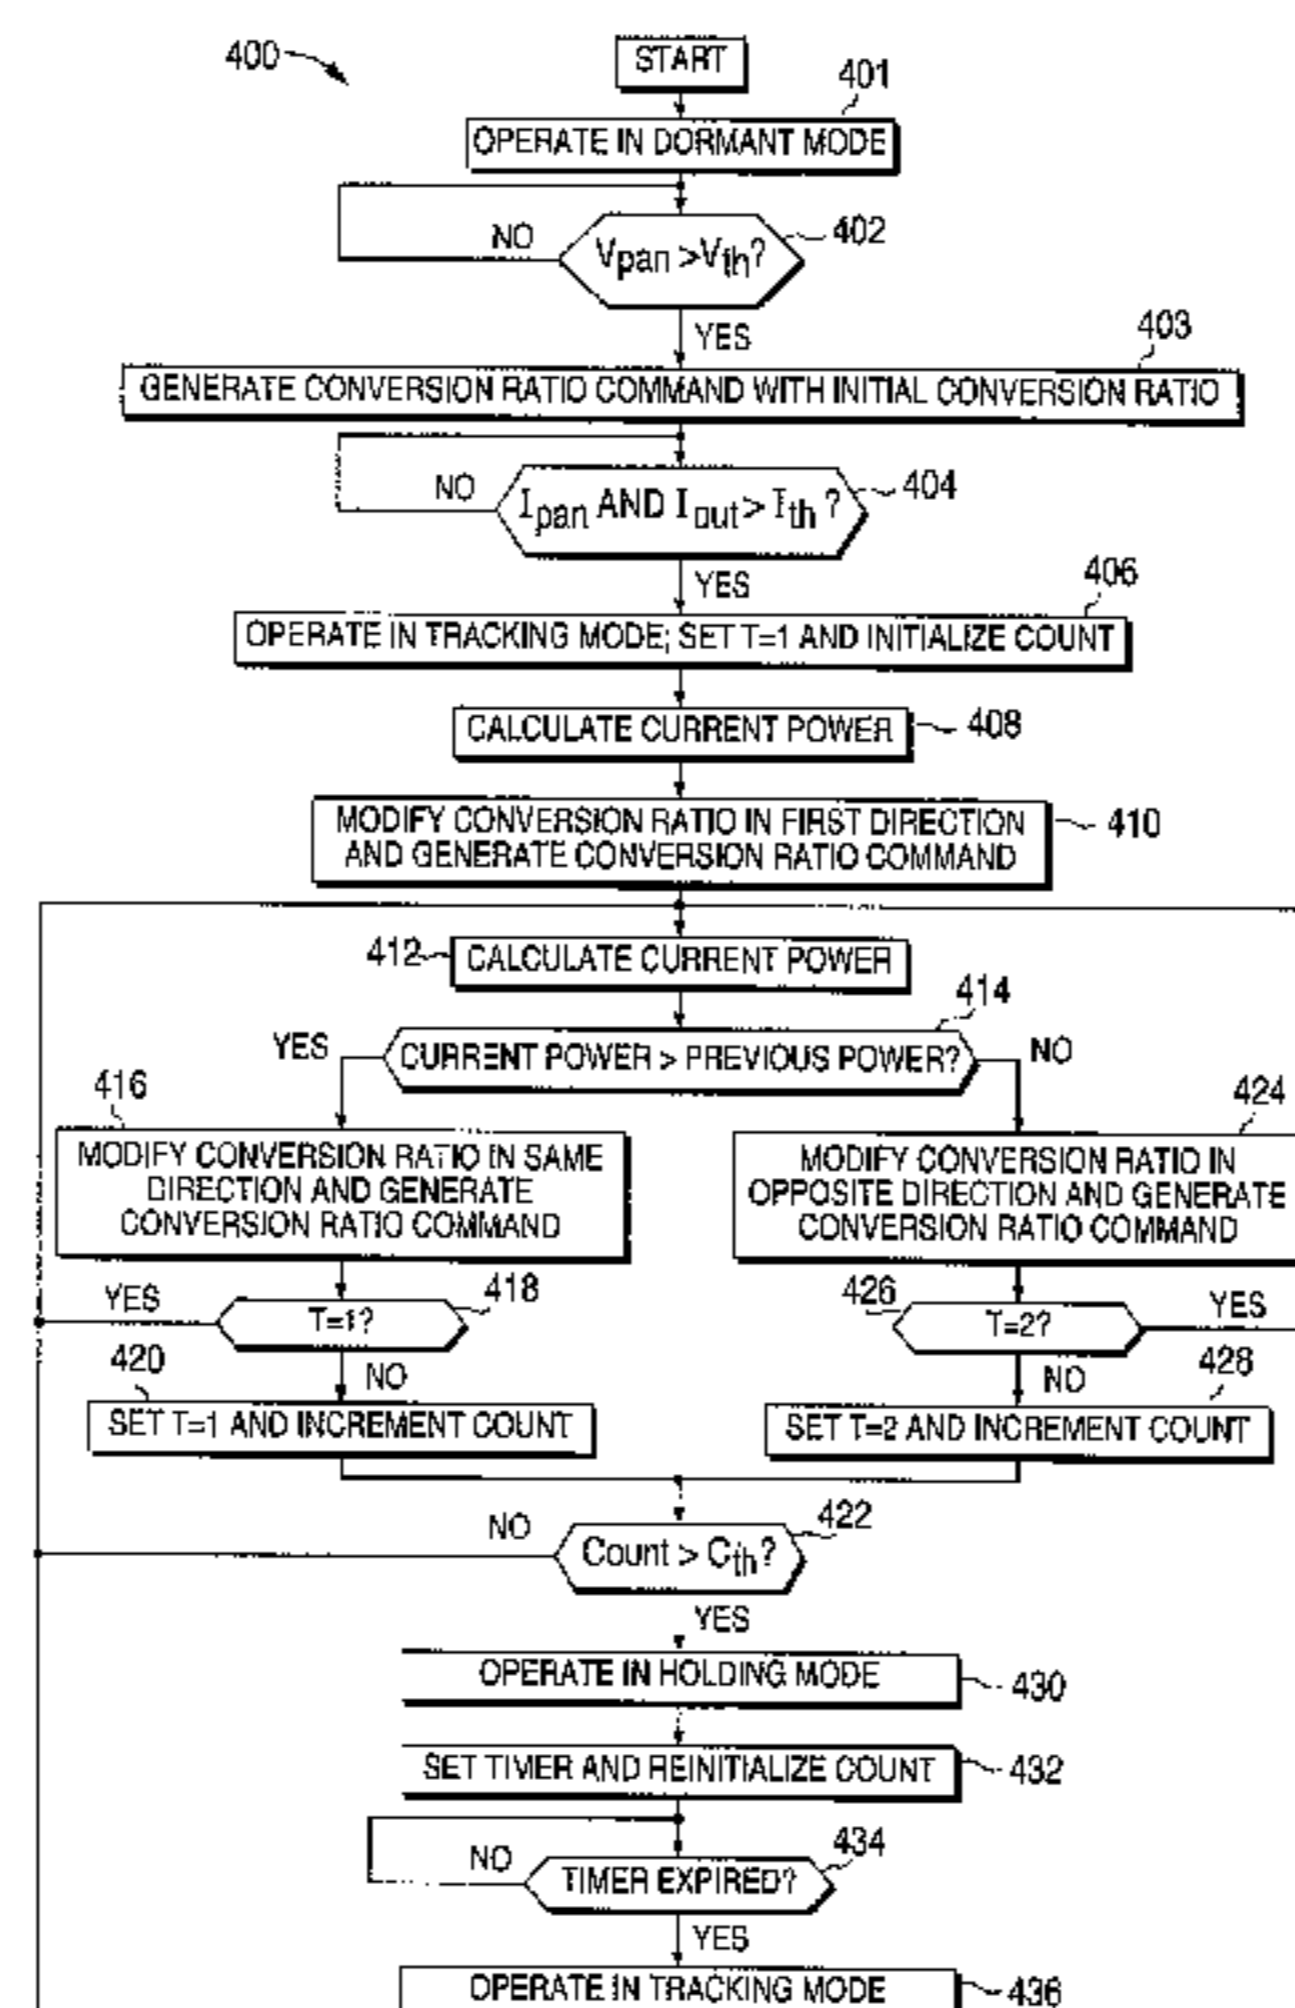 400
START
401
OPERATE IN DORMANT MODE
NO
Vpan >Vth?
402
YES
403
GENERATE CONVERSION RATIO COMMAND WITH INITIAL CONVERSION RATIO
NO
Ipan AND Iout > Ith ?
404
YES
406
OPERATE IN TRACKING MODE; SET T=1 AND INITIALIZE COUNT
CALCULATE CURRENT POWER
408
MODIFY CONVERSION RATIO IN FIRST DIRECTION
AND GENERATE CONVERSION RATIO COMMAND
410
412
CALCULATE CURRENT POWER
414
YES
CURRENT POWER > PREVIOUS POWER?
NO
416
MODIFY CONVERSION RATIO IN SAME
DIRECTION AND GENERATE
CONVERSION RATIO COMMAND
424
MODIFY CONVERSION RATIO IN
OPPOSITE DIRECTION AND GENERATE
CONVERSION RATIO COMMAND
YES
T=1?
418
426
T=2?
YES
420
NO
SET T=1 AND INCREMENT COUNT
NO
428
SET T=2 AND INCREMENT COUNT
NO
Count > Cth?
422
YES
OPERATE IN HOLDING MODE
430
SET TIMER AND REINITIALIZE COUNT
432
NO
TIMER EXPIRED?
434
YES
OPERATE IN TRACKING MODE
436